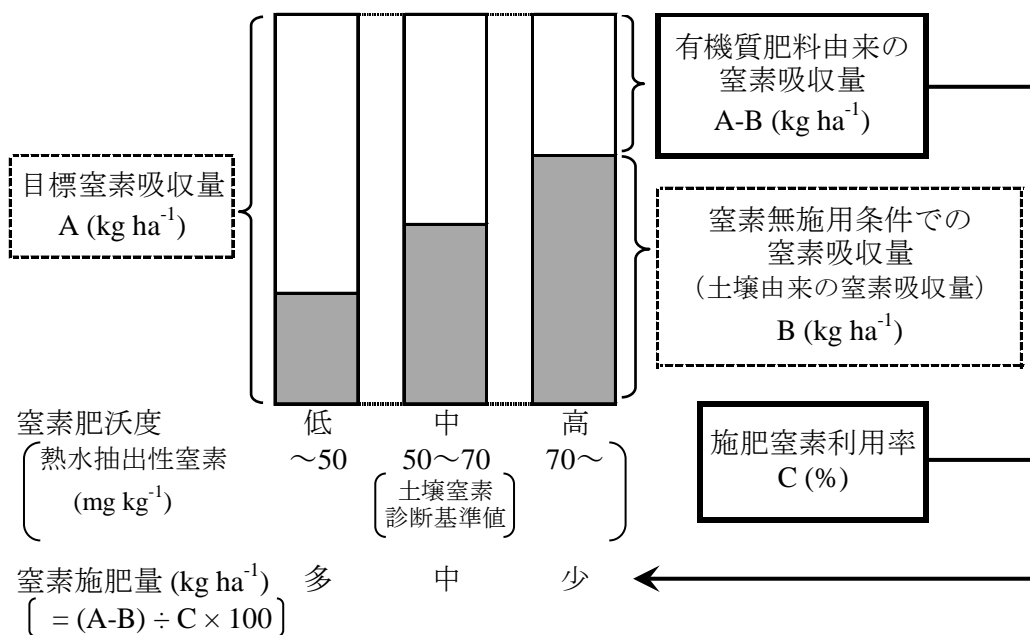 有機質肥料由来の
窒素吸収量
A-B (kg ha⁻¹)
目標窒素吸収量
A (kg ha⁻¹)
窒素無施用条件での
窒素吸収量
（土壌由来の窒素吸収量）
B (kg ha⁻¹)
窒素肥沃度 低 中 高
熱水抽出性窒素 ～50 50～70 70～
(mg kg⁻¹)
土壌窒素
診断基準値
施肥窒素利用率
C (%)
窒素施肥量 (kg ha⁻¹) 多 中 少
= (A-B) ÷ C × 100